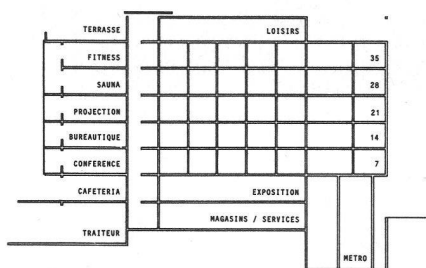 TERRASSE LOISIRS
FITNESS 35
SAUNA 28
PROJECTION 21
BUREAUTIQUE 14
CONFERENCE 7
CAFETERIA EXPOSITION
MAGASINS / SERVICES
TRAITEUR
METRO